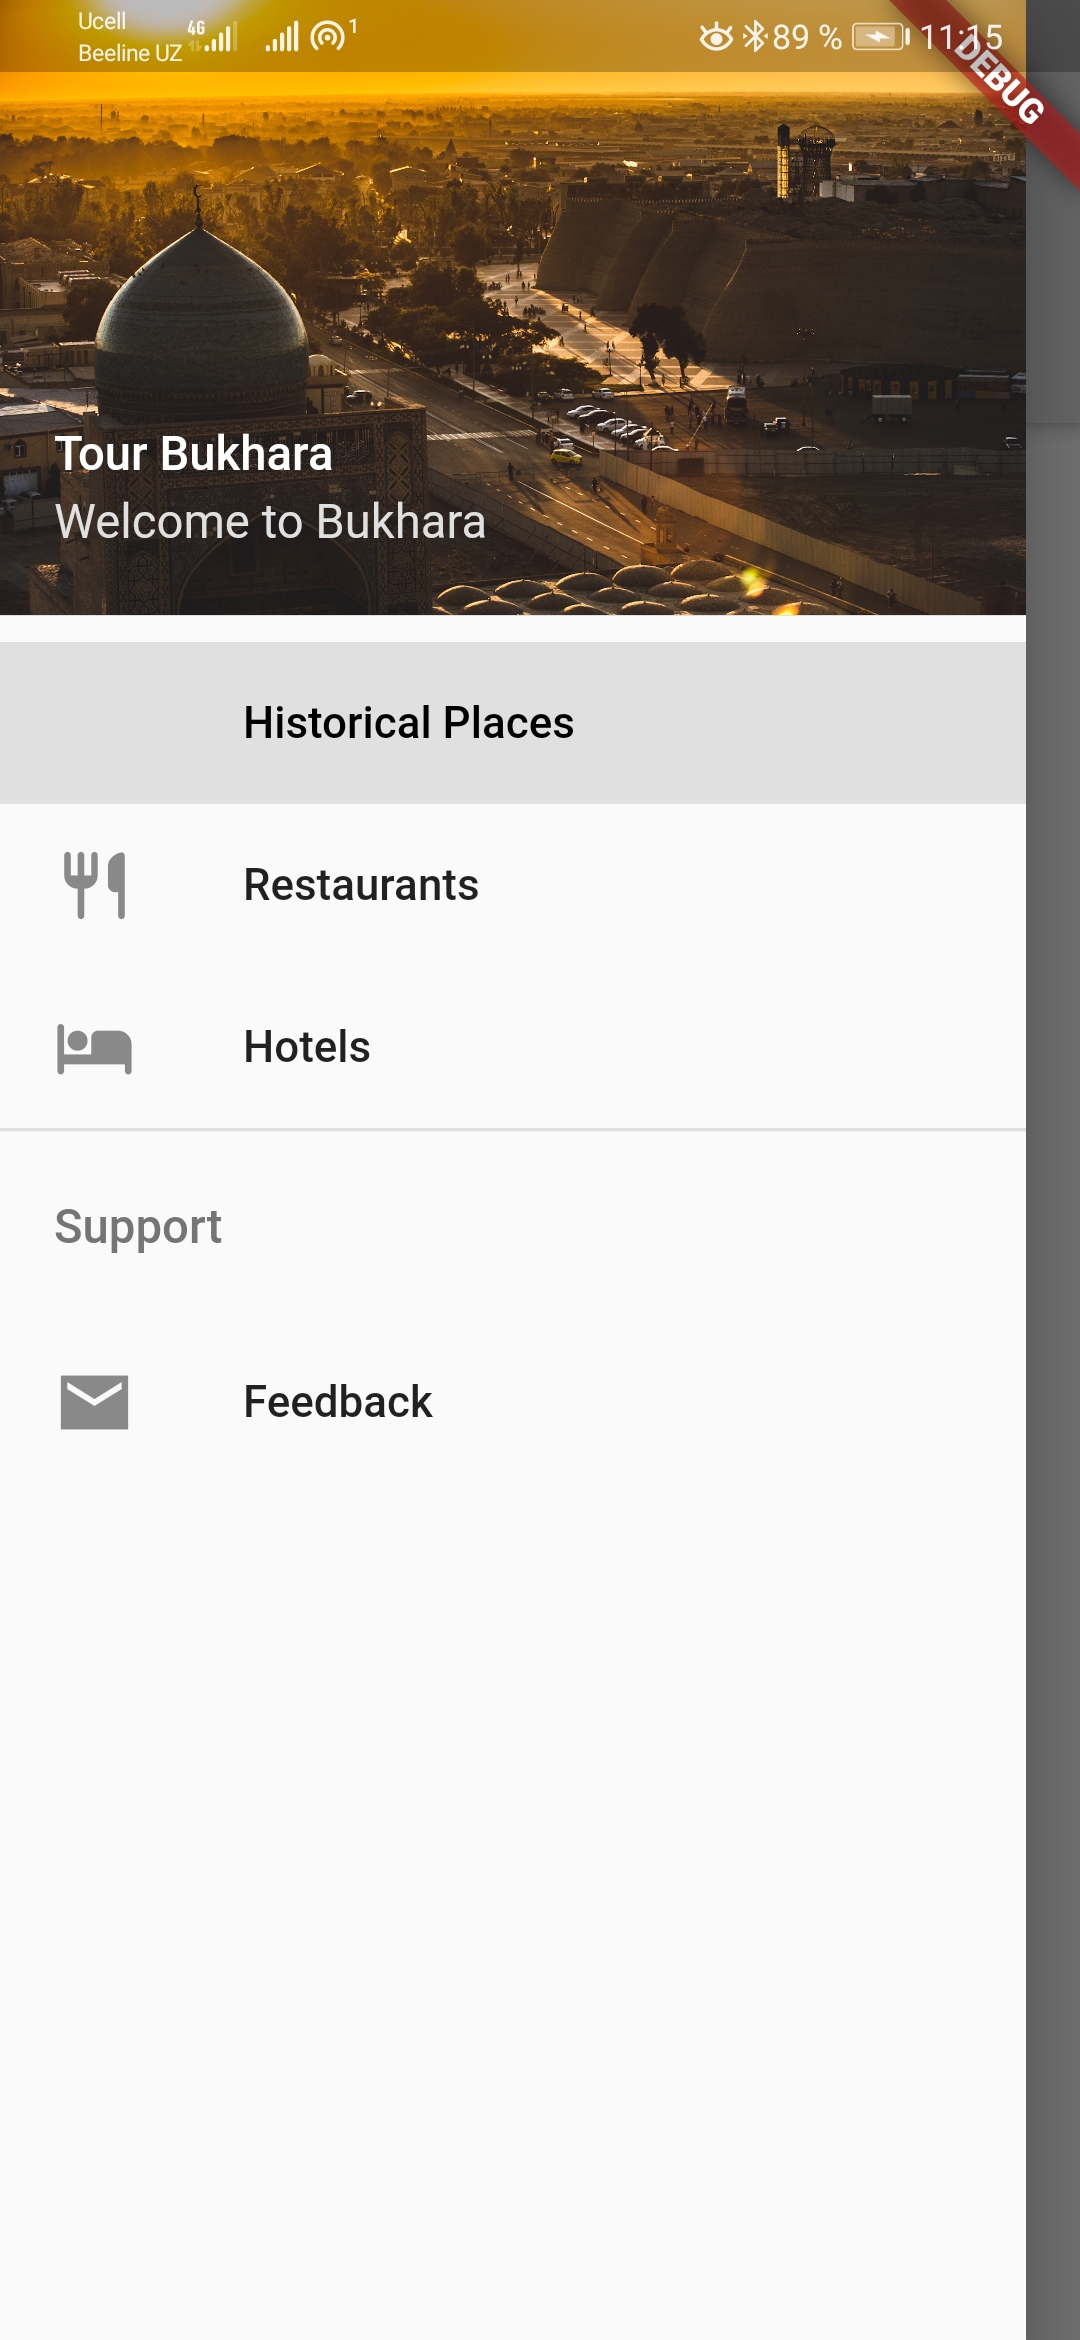 Ucell
Beeline UZ
4G
1
89 %
11:15
DEBUG
Tour Bukhara
Welcome to Bukhara
Historical Places
Restaurants
Hotels
Support
Feedback